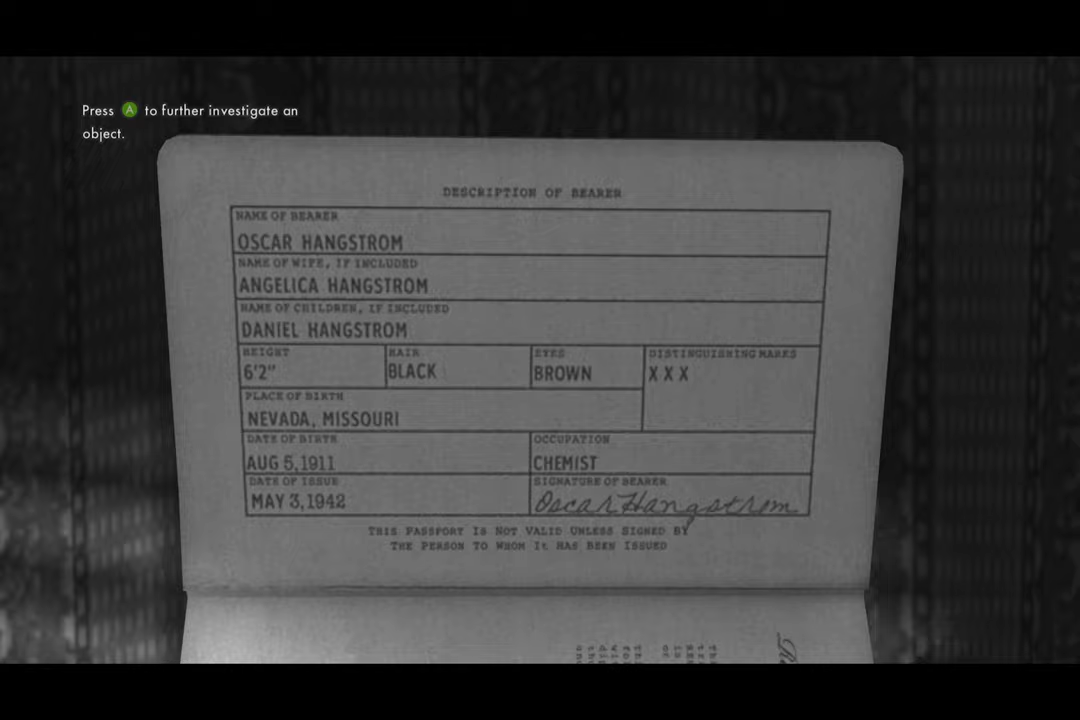 Press A to further investigate an
object.
DESCRIPTION OF BEARER
NAME OF BEARER
OSCAR HANGSTROM
NAME OF WIFE, IF INCLUDED
ANGELICA HANGSTROM
NAME OF CHILDREN, IF INCLUDED
DANIEL HANGSTROM
HEIGHT HAIR EYES DISTINGUISHING MARKS
6'2" BLACK BROWN X X X
PLACE OF BIRTH
NEVADA, MISSOURI
DATE OF BIRTH OCCUPATION
AUG 5,1911 CHEMIST
DATE OF ISSUE SIGNATURE OF BEARER
MAY 3,1942 Oscar Hangstrom
THIS PASSPORT IS NOT VALID UNLESS SIGNED BY
THE PERSON TO WHOM It HAS BEEN ISSUED